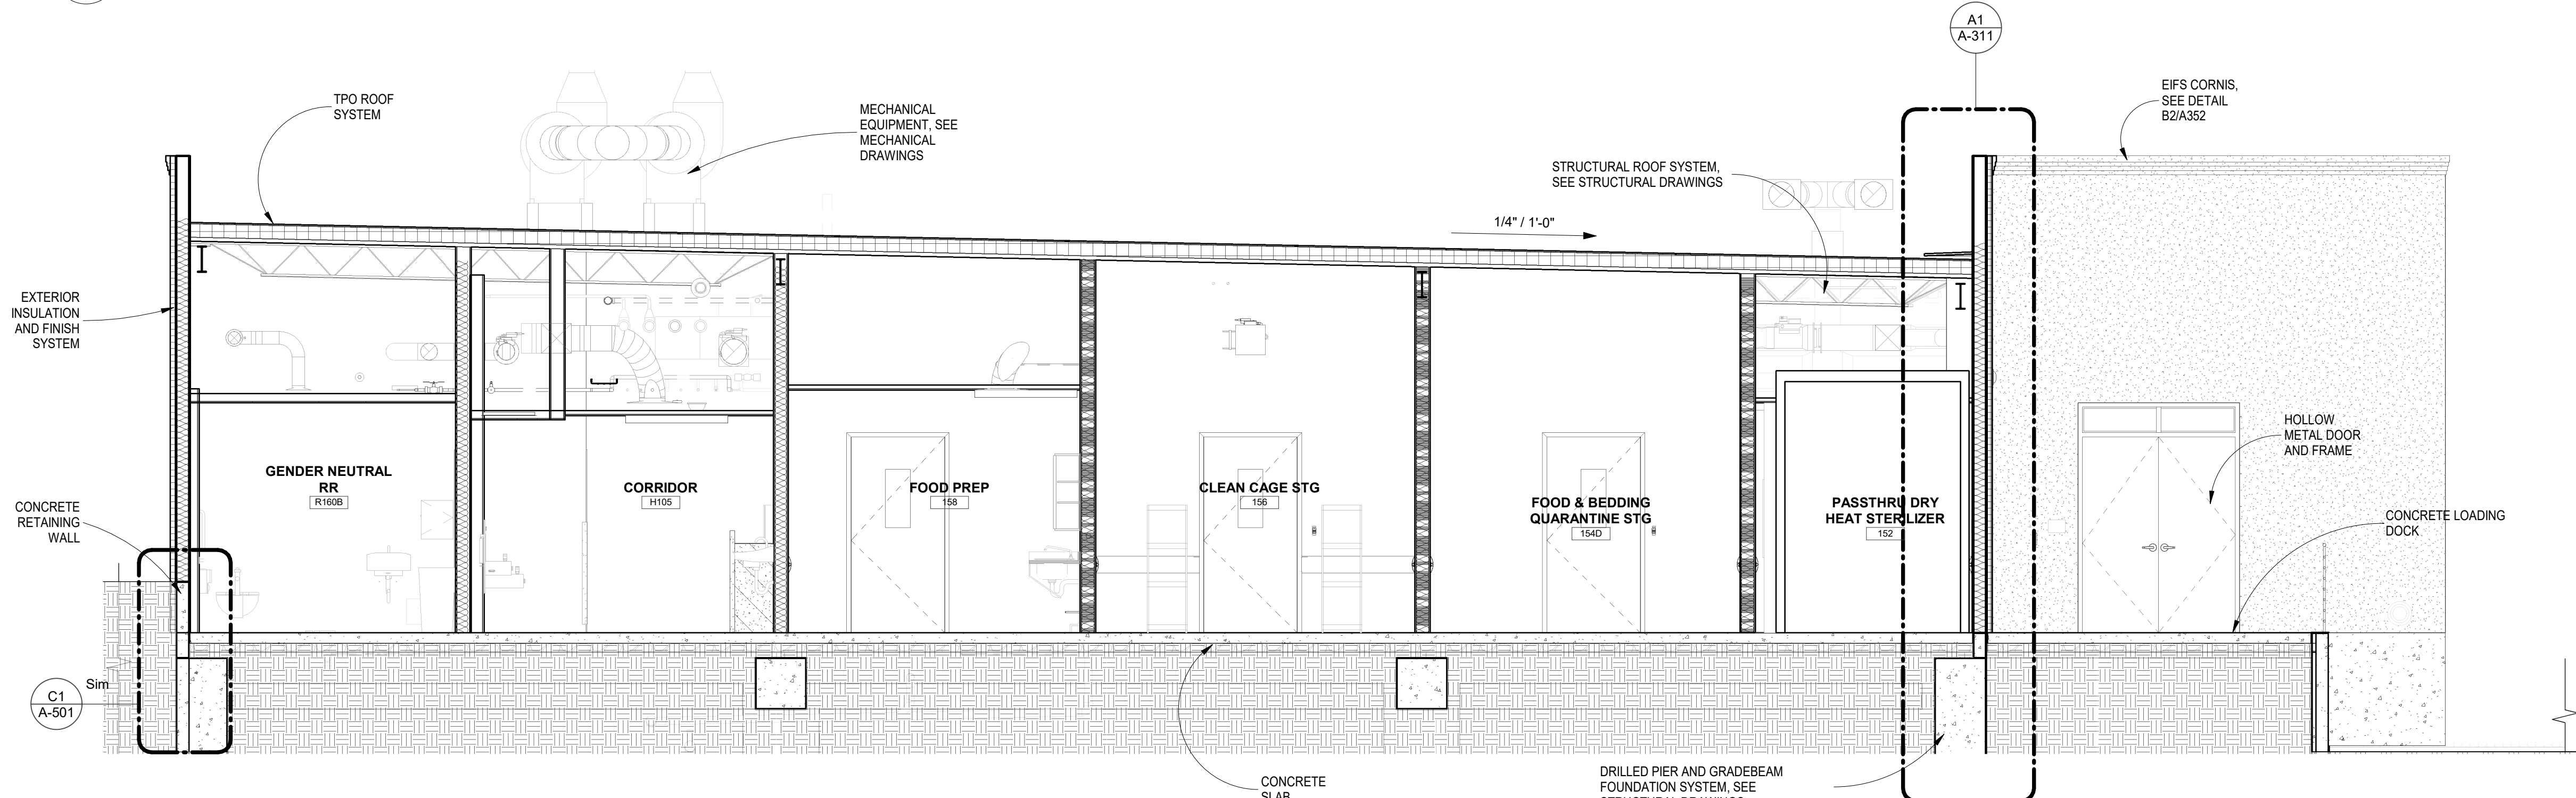 A1
A-311
TPO ROOF
SYSTEM
MECHANICAL
EQUIPMENT, SEE
MECHANICAL
DRAWINGS
EIFS CORNIS,
SEE DETAIL
B2/A352
STRUCTURAL ROOF SYSTEM,
SEE STRUCTURAL DRAWINGS
1/4" / 1'-0"
EXTERIOR
INSULATION
AND FINISH
SYSTEM
HOLLOW
METAL DOOR
AND FRAME
GENDER NEUTRAL
RR
R160B
CORRIDOR
H105
FOOD PREP
158
CLEAN CAGE STG
156
FOOD & BEDDING
QUARANTINE STG
154D
PASSTHRU DRY
HEAT STERILIZER
152
CONCRETE
RETAINING
WALL
CONCRETE LOADING
DOCK
C1
A-501
Sim
CONCRETE
SLAB
DRILLED PIER AND GRADEBEAM
FOUNDATION SYSTEM, SEE
STRUCTURAL DRAWINGS